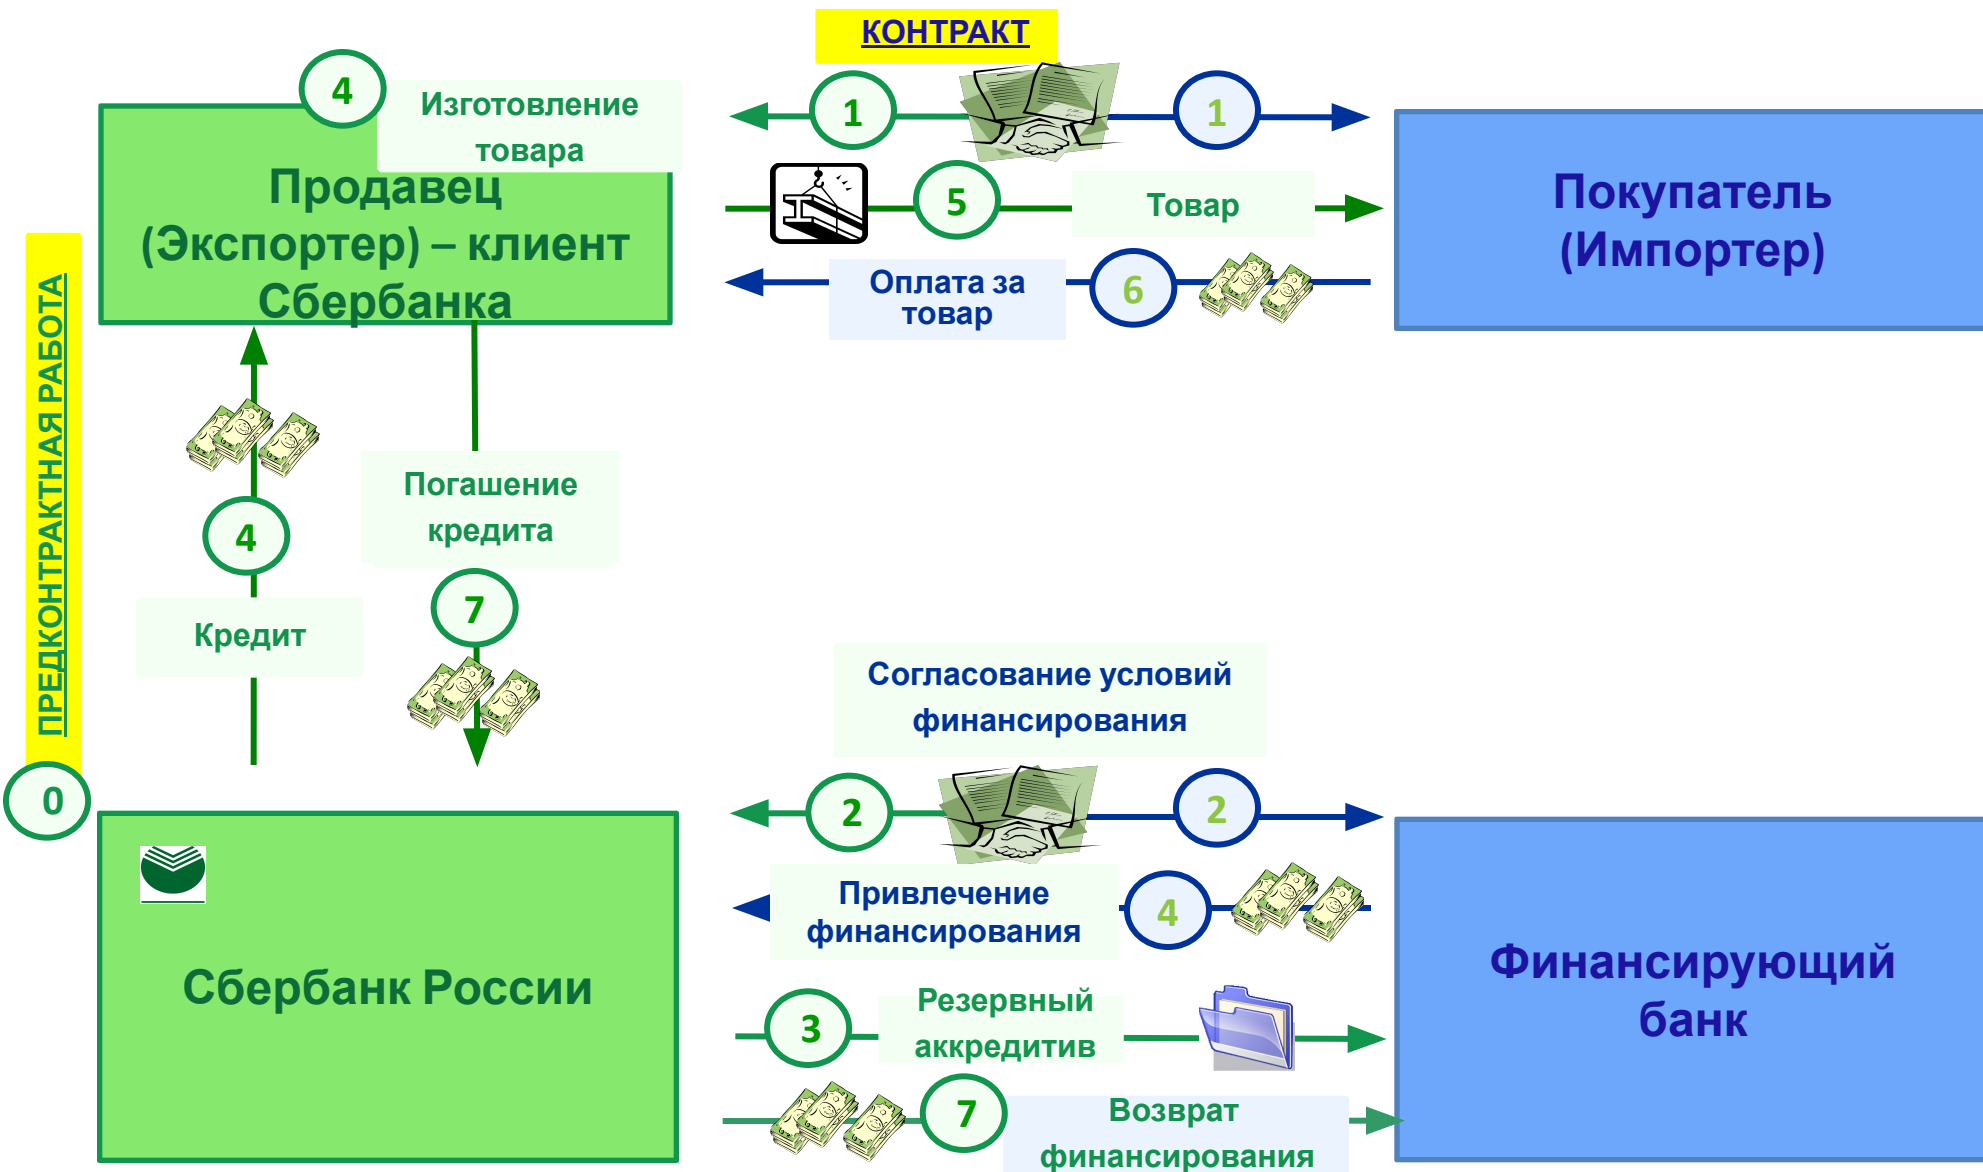 КОНТРАКТ
4
Изготовление
товара
1
1
Продавец
(Экспортер) – клиент
Сбербанка
5
Товар
Покупатель
(Импортер)
Оплата за
товар
6
ПРЕДКОНТРАКТНАЯ РАБОТА
0
4
Кредит
Погашение
кредита
7
Согласование условий
финансирования
2
2
Привлечение
финансирования
4
Сбербанк России
Финансирующий
банк
3
Резервный
аккредитив
7
Возврат
финансирования